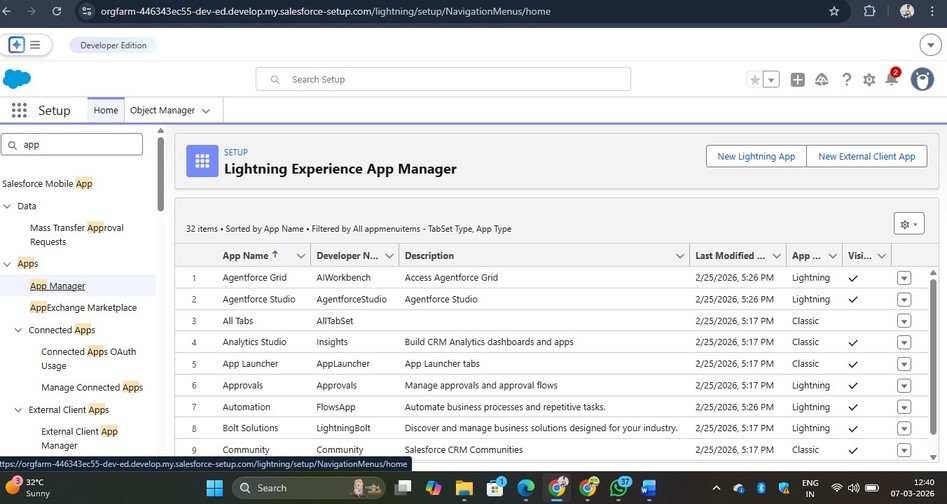 orgfarm-446343ec55-dev-ed.develop.my.salesforce-setup.com/lightning/setup/NavigationMenus/home
Developer Edition
Search Setup
2
Setup
Home
Object Manager
app
Salesforce Mobile App
Data
Mass Transfer Approval
Requests
Apps
App Manager
AppExchange Marketplace
Connected Apps
Connected Apps OAuth
Usage
Manage Connected Apps
External Client Apps
External Client App
Manager
SETUP
Lightning Experience App Manager
New Lightning App
New External Client App
32 items • Sorted by App Name • Filtered by All appmenuitems - TabSet Type, App Type
App Name Developer N... Description Last Modified ... App ... Visi...
1 Agentforce Grid AIWorkbench Access Agentforce Grid 2/25/2026, 5:26 PM Lightning
2 Agentforce Studio AgentforceStudio Agentforce Studio 2/25/2026, 5:26 PM Lightning
3 All Tabs AllTabSet 2/25/2026, 5:17 PM Classic
4 Analytics Studio Insights Build CRM Analytics dashboards and apps 2/25/2026, 5:17 PM Classic
5 App Launcher AppLauncher App Launcher tabs 2/25/2026, 5:17 PM Classic
6 Approvals Approvals Manage approvals and approval flows 2/25/2026, 5:17 PM Lightning
7 Automation FlowsApp Automate business processes and repetitive tasks. 2/25/2026, 5:26 PM Lightning
8 Bolt Solutions LightningBolt Discover and manage business solutions designed for your industry. 2/25/2026, 5:17 PM Lightning
9 Community Community Salesforce CRM Communities 2/25/2026, 5:17 PM Classic
https://orgfarm-446343ec55-dev-ed.develop.my.salesforce-setup.com/lightning/setup/NavigationMenus/home
3
32°C
Sunny
Search
1
37
ENG
IN
12:40
07-03-2026